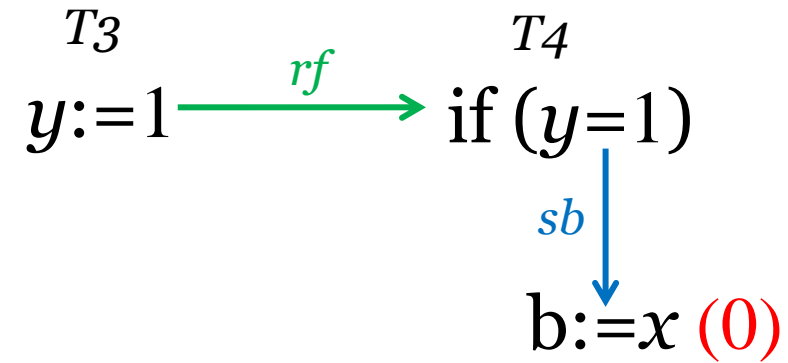 T3 T4
y:=1 rf if (y=1)
sb
b:=x (0)